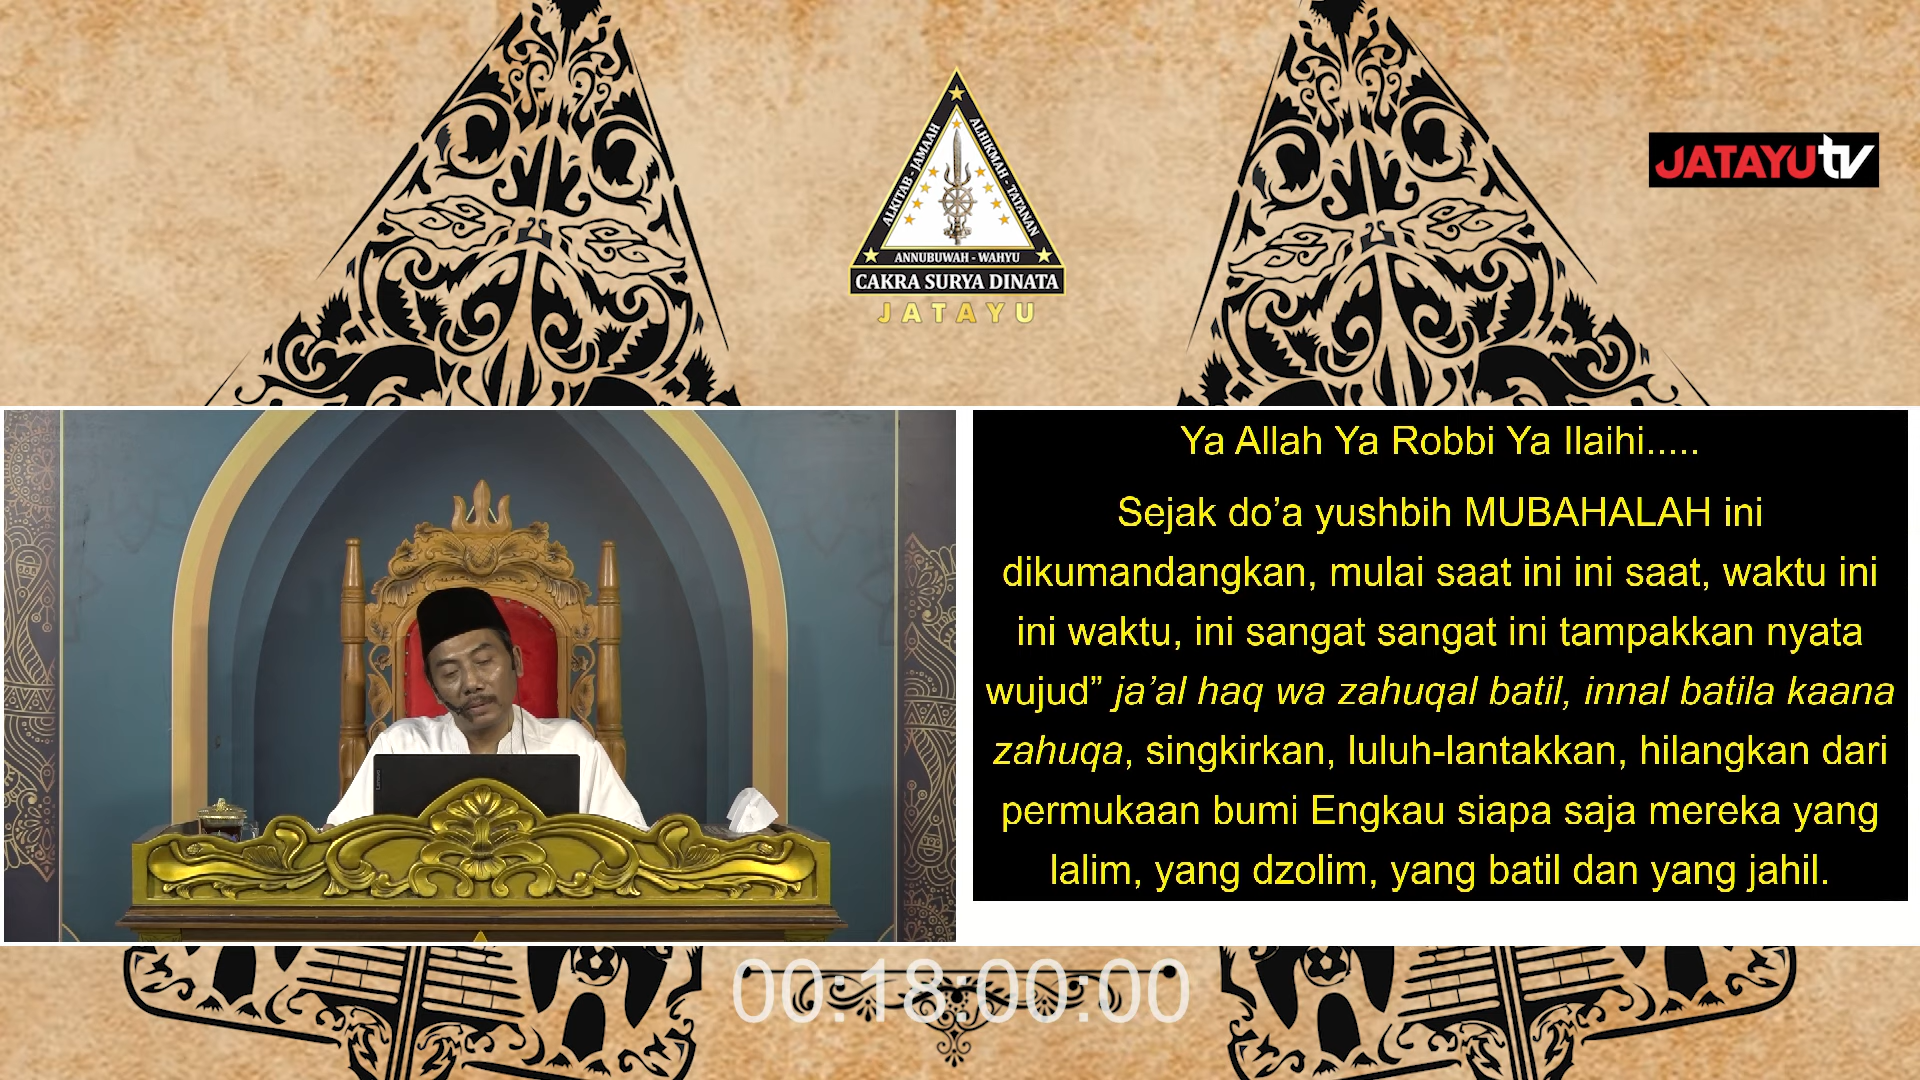 ALKITAB - JAMAAH
ALHIKMAH - TATANAN
ANNUBUWAH - WAHYU
CAKRA SURYA DINATA
JATAYU
JATAYUtv
Ya Allah Ya Robbi Ya Ilaihi.....
Sejak do’a yushbih MUBAHALAH ini
dikumandangkan, mulai saat ini ini saat, waktu ini
ini waktu, ini sangat sangat ini tampakkan nyata
wujud” ja’al haq wa zahuqal batil, innal batila kaana
zahuqa, singkirkan, luluh-lantakkan, hilangkan dari
permukaan bumi Engkau siapa saja mereka yang
lalim, yang dzolim, yang batil dan yang jahil.
00:18:00:00